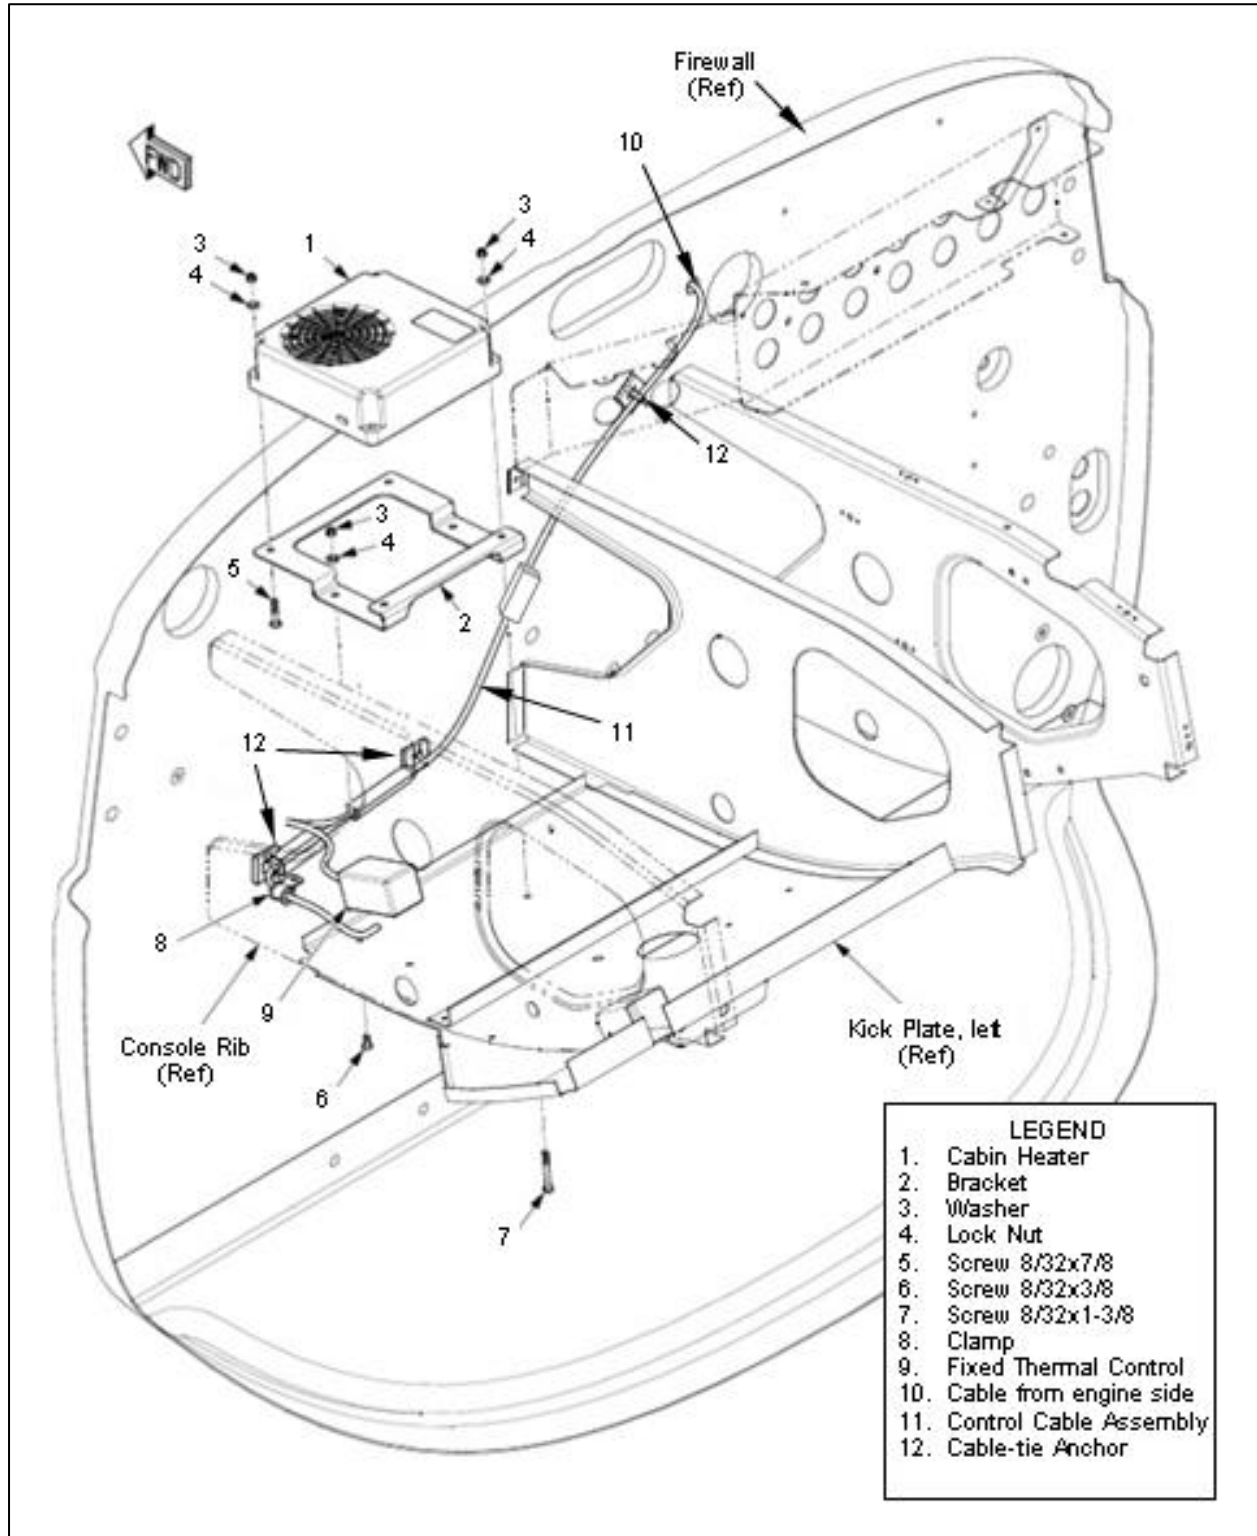 Firewall
(Ref)
10
3
3
1
4
4
12
3
4
5
2
11
12
8
9
Console Rib
(Ref)
Kick Plate, left
(Ref)
6
7
LEGEND
1. Cabin Heater
2. Bracket
3. Washer
4. Lock Nut
5. Screw 8/32x7/8
6. Screw 8/32x3/8
7. Screw 8/32x1-3/8
8. Clamp
9. Fixed Thermal Control
10. Cable from engine side
11. Control Cable Assembly
12. Cable-tie Anchor